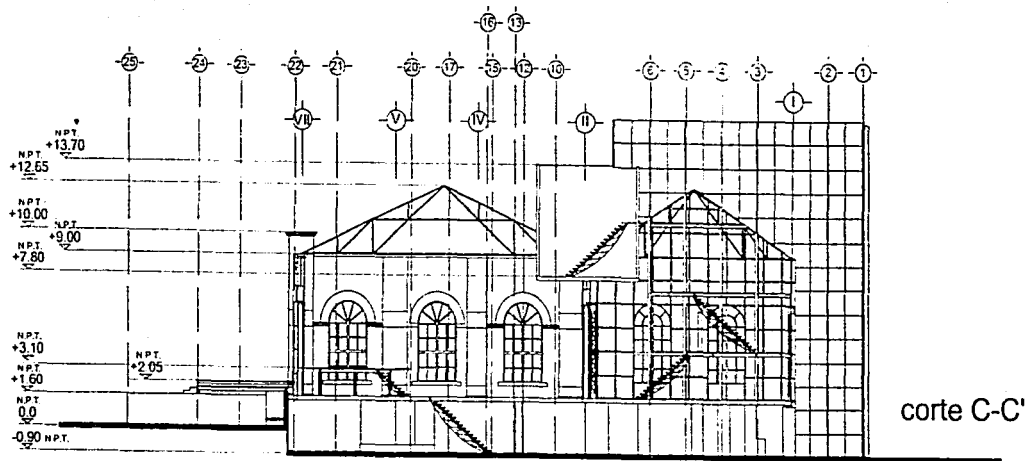 16 13
25 24 23 22 21 20 17 15 12 10 6 5 4 3 2 1
VII V IV II I
N.P.T.
+13.70
N.P.T.
+12.65
N.P.T.
+10.00
N.P.T.
+9.00
N.P.T.
+7.80
N.P.T.
+3.10
N.P.T.
+2.05
N.P.T.
+1.60
N.P.T.
0.0
-0.90 N.P.T.
corte C-C'